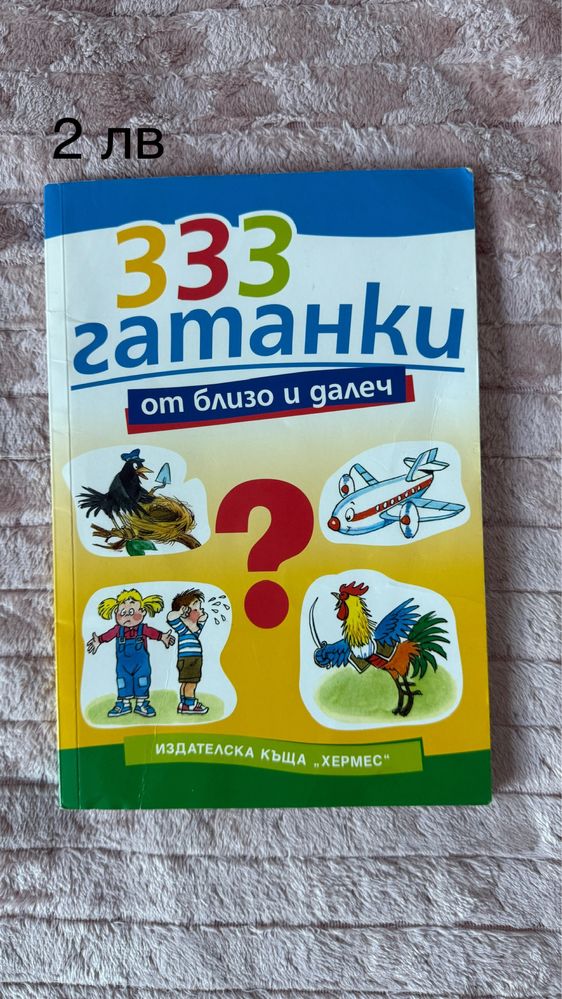 2 лв
333
гатанки
от близо и далеч
?
ИЗДАТЕЛСКА КЪЩА „ХЕРМЕС“